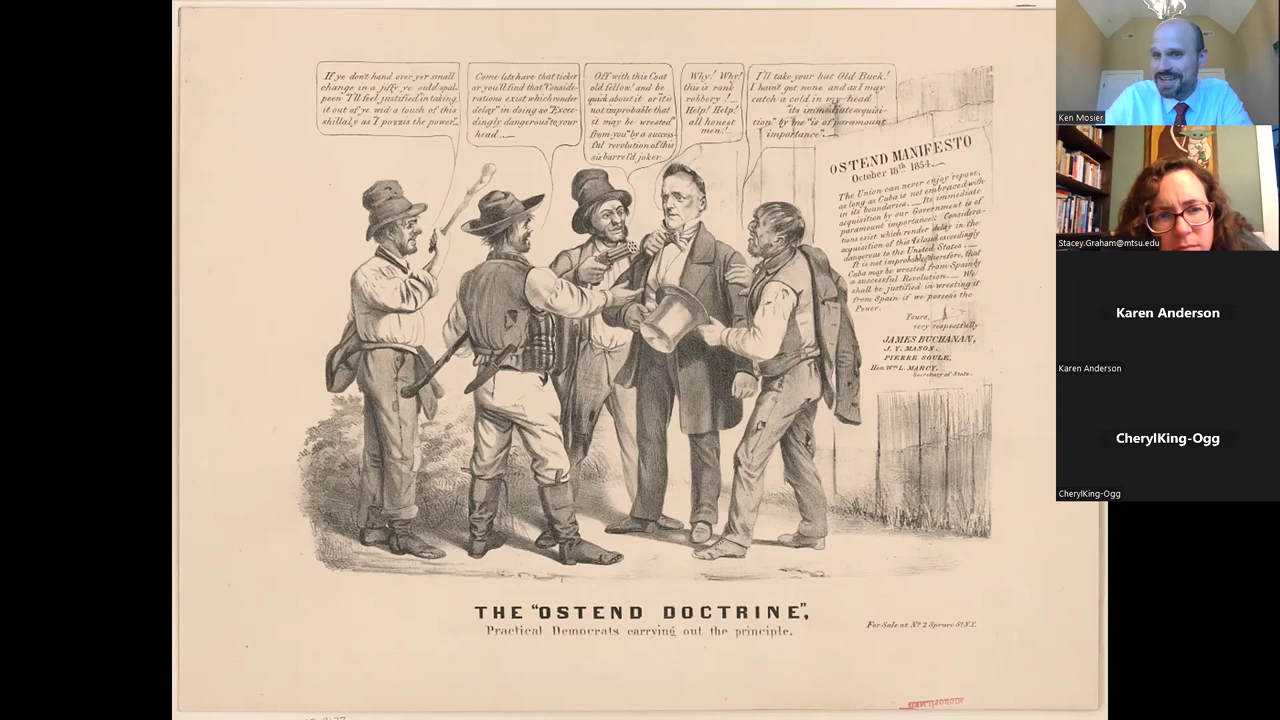 If ye don't hand over yer small
change in a jiffy ye ould spal-
peen "I'll feel justified in taking
it out of ye wid a touch of this
shillaly as "I pozzis the power".
Come lets have that ticker
or you'll find that "Conside-
rations exist which render
delay" in doing so "Excee-
dingly dangerous" to your
head.
Off with this Coat
old fellow! and be
quick about it or "it is
not improbable that
it may be wrested"
from you "by a success-
ful revolution" of this
six barrel'd joker.
Why! Why!
this is rank
robbery!
Help! Help!
all honest
men!
I'll take your hat Old Buck!
I hain't got none and as I may
catch a cold in my head
"its immediate acquisi-
tion" by me "is of paramount
importance".
OSTEND MANIFESTO
October 18th 1854.
The Union can never enjoy repose,
as long as Cuba is not embraced with-
in its boundaries.__Its immediate
acquisition by our Government is of
paramount importance: Considera-
tions exist which render delay in the
acquisition of this Island exceedingly
dangerous to the United States.__
It is not improbable therefore, that
Cuba may be wrested from Spain by
a successful Revolution.__ We
shall be justified in wresting it
from Spain if we possess the
Power.
Yours,
very respectfully
JAMES BUCHANAN,
J. Y. MASON,
PIERRE SOULE,
Hon. Wm L. MARCY,
Secretary of State.
THE "OSTEND DOCTRINE",
Practical Democrats carrying out the principle.
For Sale at No. 2 Spruce St N.Y.
Ken Mosier
Stacey.Graham@mtsu.edu
Karen Anderson
Karen Anderson
CherylKing-Ogg
CherylKing-Ogg